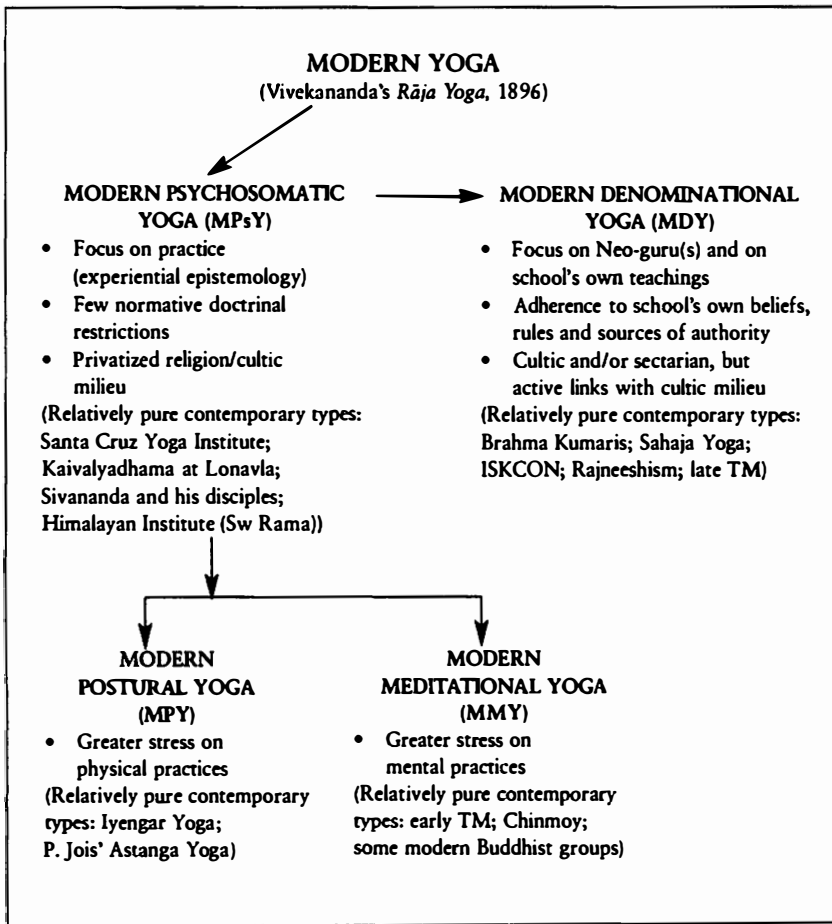 MODERN YOGA
(Vivekananda's Rāja Yoga, 1896)
MODERN PSYCHOSOMATIC
YOGA (MPsY)
• Focus on practice
(experiential epistemology)
• Few normative doctrinal
restrictions
• Privatized religion/cultic
milieu
(Relatively pure contemporary types:
Santa Cruz Yoga Institute;
Kaivalyadhama at Lonavla;
Sivananda and his disciples;
Himalayan Institute (Sw Rama))
MODERN DENOMINATIONAL
YOGA (MDY)
• Focus on Neo-guru(s) and on
school's own teachings
• Adherence to school's own beliefs,
rules and sources of authority
• Cultic and/or sectarian, but
active links with cultic milieu
(Relatively pure contemporary types:
Brahma Kumaris; Sahaja Yoga;
ISKCON; Rajneeshism; late TM)
MODERN
POSTURAL YOGA
(MPY)
• Greater stress on
physical practices
(Relatively pure contemporary
types: Iyengar Yoga;
P. Jois' Astanga Yoga)
MODERN
MEDITATIONAL YOGA
(MMY)
• Greater stress on
mental practices
(Relatively pure contemporary
types: early TM; Chinmoy;
some modern Buddhist groups)